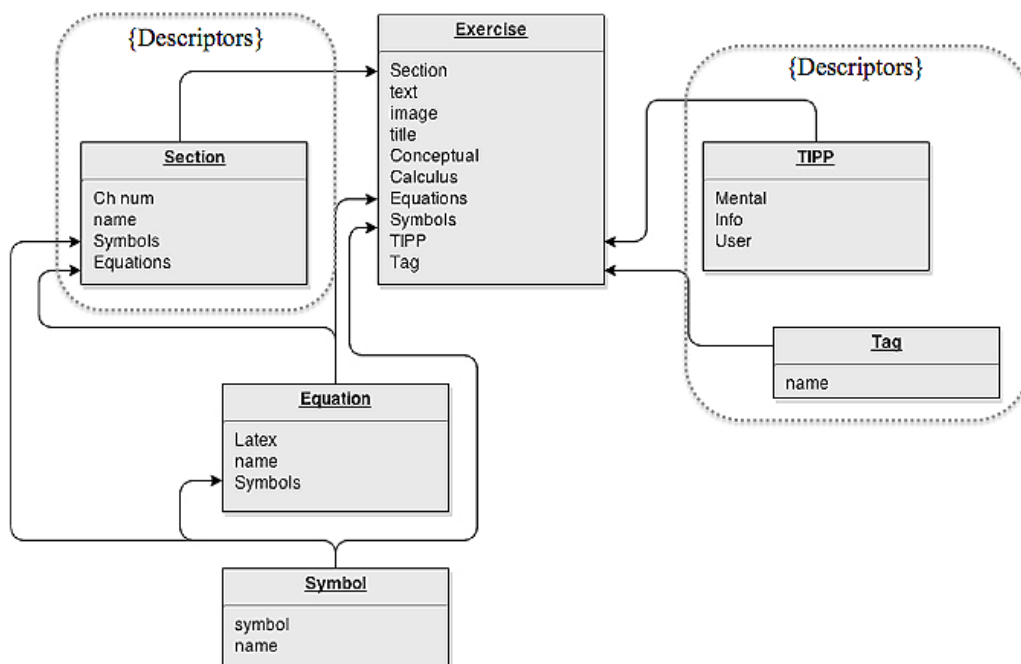 {Descriptors}
Section
Ch num
name
Symbols
Equations
Exercise
Section
text
image
title
Conceptual
Calculus
Equations
Symbols
TIPP
Tag
{Descriptors}
TIPP
Mental
Info
User
Tag
name
Equation
Latex
name
Symbols
Symbol
symbol
name